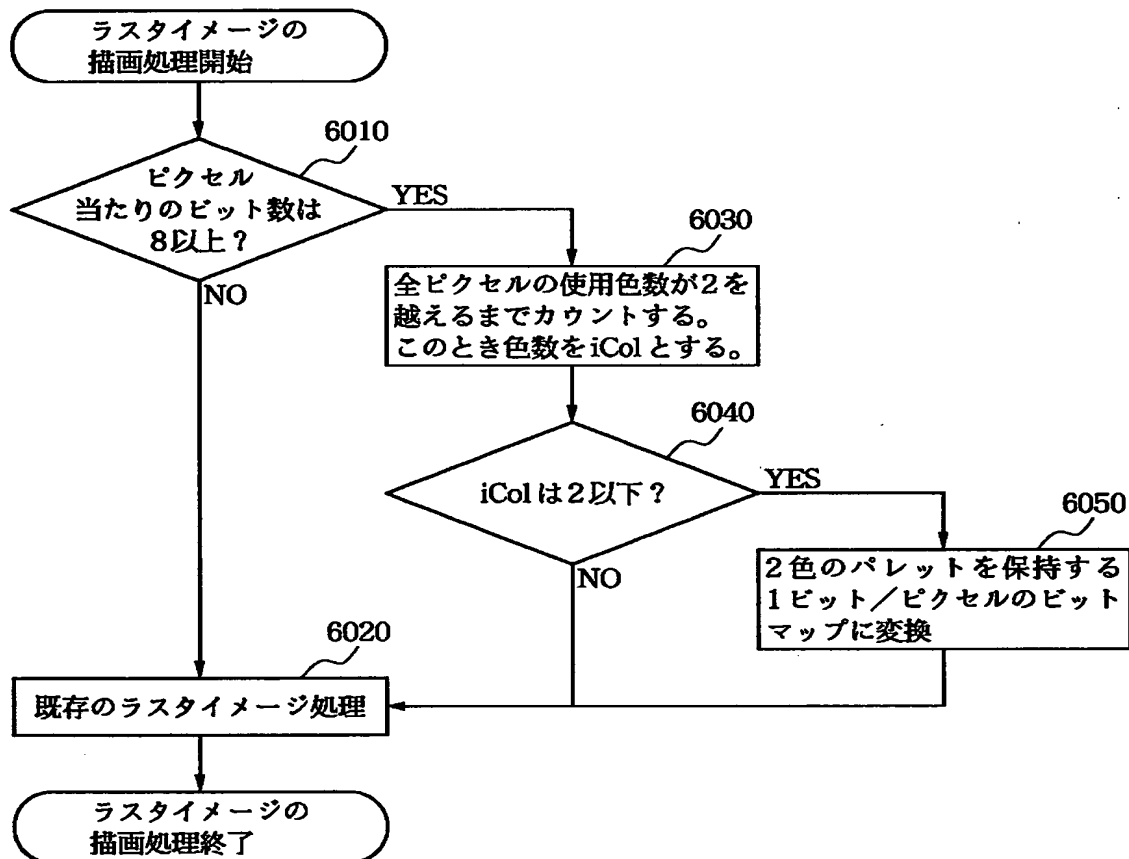 ラスタイメージの
描画処理開始
6010
ピクセル
当たりのビット数は
8以上？
YES
NO
6030
全ピクセルの使用色数が2を
越えるまでカウントする。
このとき色数をiColとする。
6040
iColは2以下？
YES
NO
6050
2色のパレットを保持する
1ビット／ピクセルのビット
マップに変換
6020
既存のラスタイメージ処理
ラスタイメージの
描画処理終了